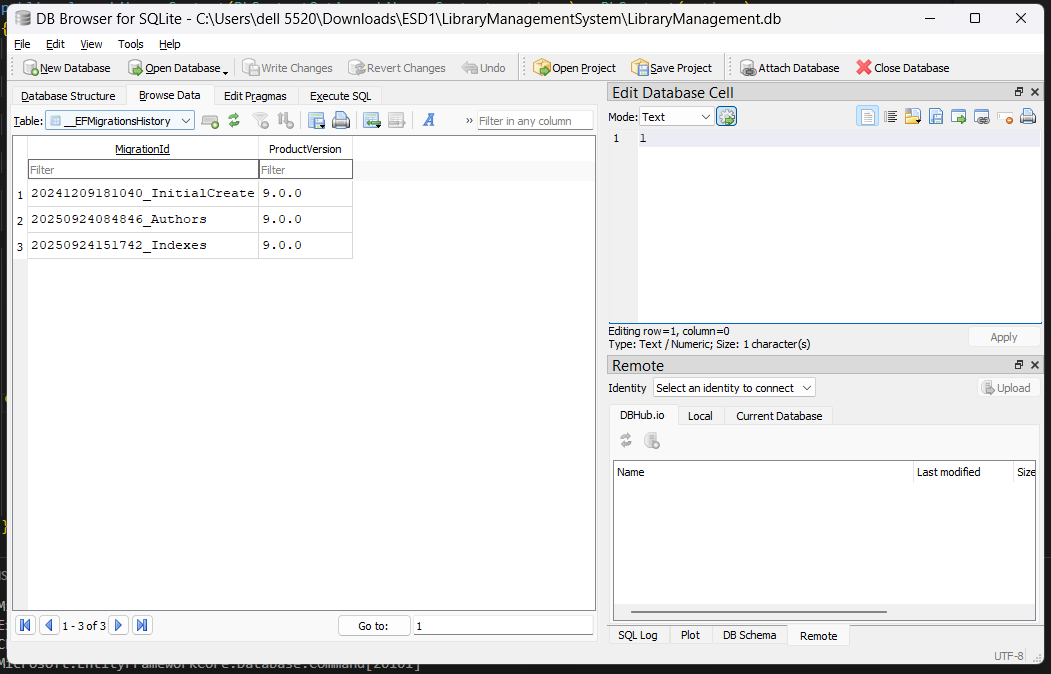 DB Browser for SQLite - C:\Users\dell 5520\Downloads\ESD1\LibraryManagementSystem\LibraryManagement.db
File Edit View Tools Help
New Database Open Database Write Changes Revert Changes Undo Open Project Save Project Attach Database Close Database
Database Structure Browse Data Edit Pragmas Execute SQL
Table: __EFMigrationsHistory » Filter in any column
MigrationId ProductVersion
Filter Filter
1 20241209181040_InitialCreate 9.0.0
2 20250924084846_Authors 9.0.0
3 20250924151742_Indexes 9.0.0
1 - 3 of 3 Go to: 1
Edit Database Cell
Mode: Text
1 1
Editing row=1, column=0
Type: Text / Numeric; Size: 1 character(s)
Apply
Remote
Identity Select an identity to connect Upload
DBHub.io Local Current Database
Name Last modified Size
SQL Log Plot DB Schema Remote
UTF-8